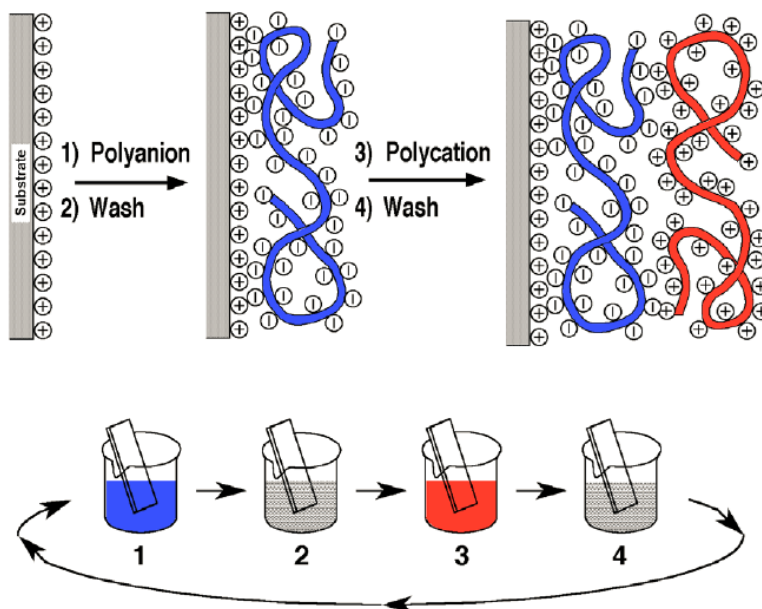 Substrate
1) Polyanion
2) Wash
3) Polycation
4) Wash
1
2
3
4